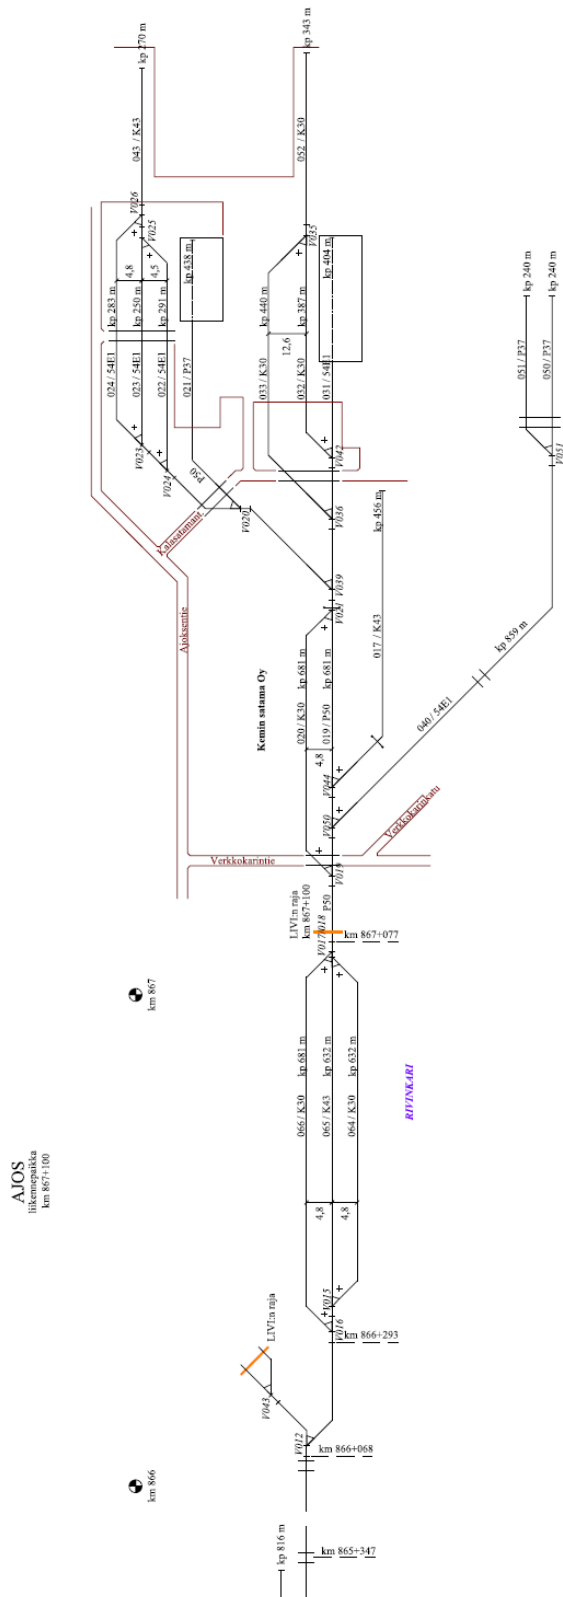 kp 270 m
kp 343 m
043 / K43
052 / K30
V026
V025
V035
4,8
4,5
kp 438 m
kp 404 m
kp 283 m
kp 250 m
kp 291 m
kp 440 m
kp 387 m
kp 240 m
kp 240 m
12,6
024 / 54E1
023 / 54E1
022 / 54E1
021 / P37
033 / K30
032 / K30
031 / 54E1
051 / P37
050 / P37
V023
V024
P50
V042
V051
V020
V036
kp 456 m
Kalasatamant
V039
V021
Ajoksentie
kp 681 m
kp 681 m
017 / K43
kp 859 m
Kemin satama Oy
020 / K30
019 / P50
040 / 54E1
4,8
V044
V050
Verkkokarinkatu
Verkkokarintie
V019
P50
LIVI:n raja
km 867+100
V017
V018
km 867+077
km 867
kp 681 m
kp 632 m
kp 632 m
066 / K30
065 / K43
064 / K30
RIVINKARI
AJOS
liikennepaikka
km 867+100
4,8
4,8
V015
V016
km 866+293
LIVI:n raja
V043
V012
km 866+068
km 866
kp 816 m
km 865+347